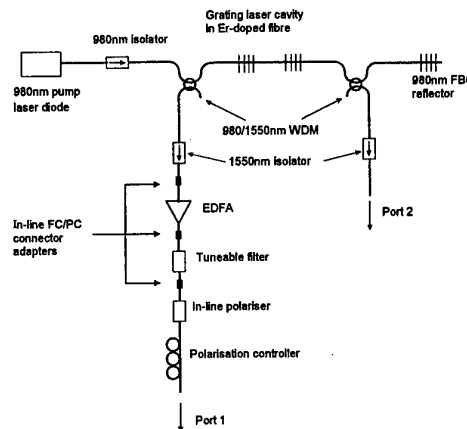 Grating laser cavity
in Er-doped fibre
980nm isolator
980nm pump
laser diode
980nm FBG
reflector
980/1550nm WDM
1550nm isolator
EDFA
Port 2
In-line FC/PC
connector
adapters
Tuneable filter
In-line polariser
Polarisation controller
Port 1